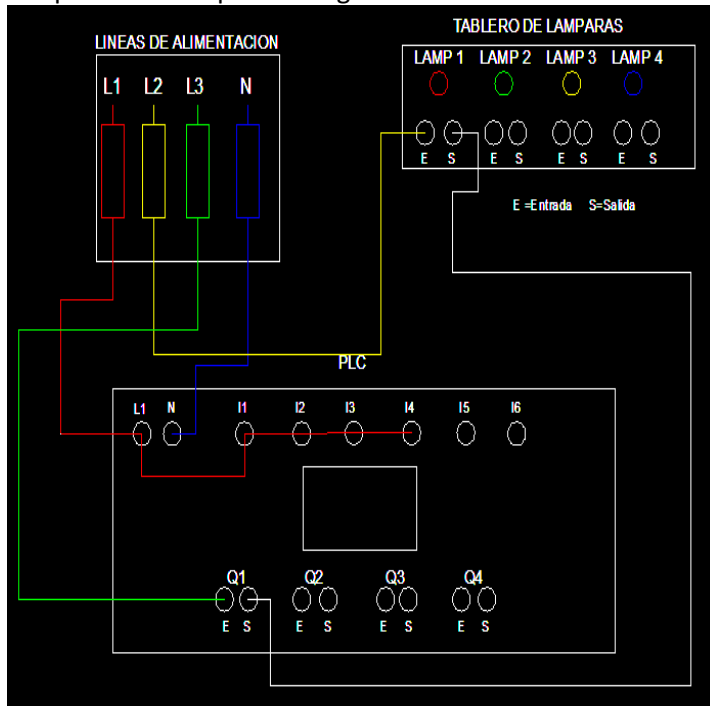 TABLERO DE LAMPARAS
LINEAS DE ALIMENTACION
LAMP 1 LAMP 2 LAMP 3 LAMP 4
L1 L2 L3 N
E S E S E S E S
E =Entrada S=Salida
PLC
L1 N I1 I2 I3 I4 I5 I6
Q1 Q2 Q3 Q4
E S E S E S E S